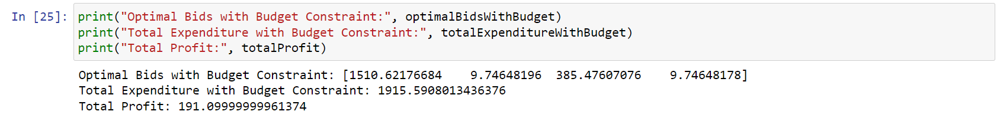 In [25]: print("Optimal Bids with Budget Constraint:", optimalBidsWithBudget)
print("Total Expenditure with Budget Constraint:", totalExpenditureWithBudget)
print("Total Profit:", totalProfit)
Optimal Bids with Budget Constraint: [1510.62176684    9.74648196  385.47607076    9.74648178]
Total Expenditure with Budget Constraint: 1915.5908013436376
Total Profit: 191.09999999961374